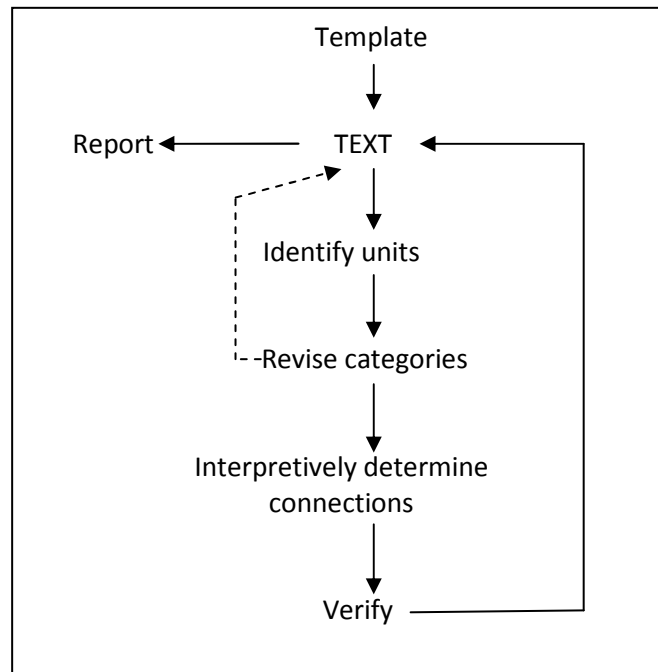 Template
Report
TEXT
Identify units
Revise categories
Interpretively determine
connections
Verify